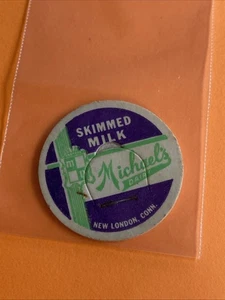 SKIMMED
MILK
Michael's
NEW LONDON, CONN.